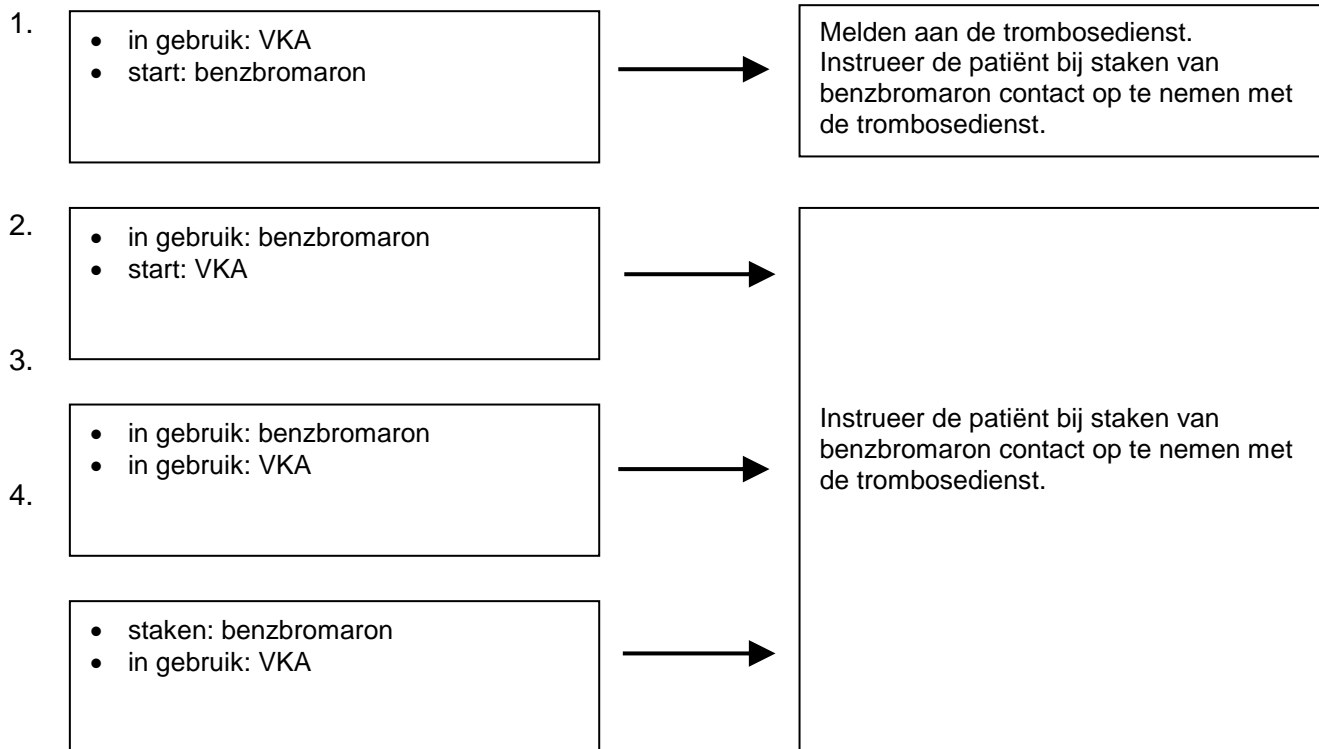 1.
• in gebruik: VKA
• start: benzbromaron
Melden aan de trombosedienst.
Instrueer de patiënt bij staken van
benzbromaron contact op te nemen met
de trombosedienst.
2.
• in gebruik: benzbromaron
• start: VKA
3.
• in gebruik: benzbromaron
• in gebruik: VKA
Instrueer de patiënt bij staken van
benzbromaron contact op te nemen met
de trombosedienst.
4.
• staken: benzbromaron
• in gebruik: VKA